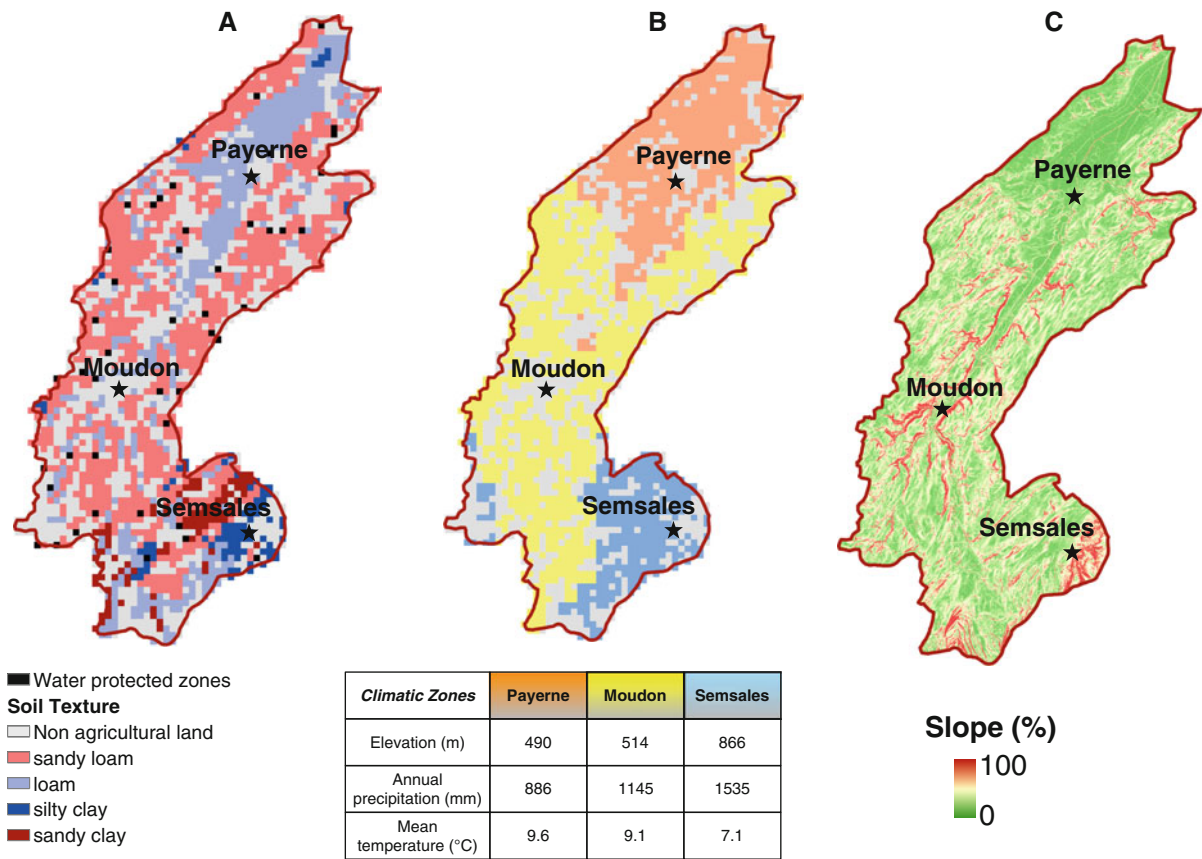 A
B
C
Payerne
Moudon
Semsales
Payerne
Moudon
Semsales
Payerne
Moudon
Semsales
Water protected zones
Soil Texture
Non agricultural land
sandy loam
loam
silty clay
sandy clay
Climatic Zones Payerne Moudon Semsales
Elevation (m) 490 514 866
Annual
precipitation (mm) 886 1145 1535
Mean
temperature (°C) 9.6 9.1 7.1
Slope (%)
100
0